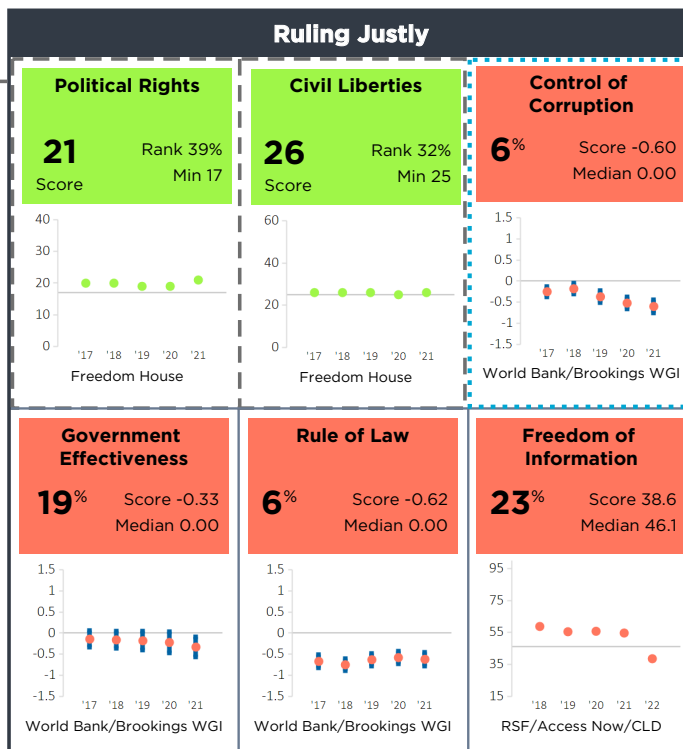 Ruling Justly
Political Rights
21
Score
Rank 39%
Min 17
40
30
20
10
0
'17 '18 '19 '20 '21
Freedom House
Civil Liberties
26
Score
Rank 32%
Min 25
60
40
20
0
'17 '18 '19 '20 '21
Freedom House
Control of
Corruption
6%
Score -0.60
Median 0.00
1.5
1
0.5
0
-0.5
-1
-1.5
'17 '18 '19 '20 '21
World Bank/Brookings WGI
Government
Effectiveness
19%
Score -0.33
Median 0.00
1.5
1
0.5
0
-0.5
-1
-1.5
'17 '18 '19 '20 '21
World Bank/Brookings WGI
Rule of Law
6%
Score -0.62
Median 0.00
1.5
1
0.5
0
-0.5
-1
-1.5
'17 '18 '19 '20 '21
World Bank/Brookings WGI
Freedom of
Information
23%
Score 38.6
Median 46.1
95
75
55
35
15
'18 '19 '20 '21 '22
RSF/Access Now/CLD